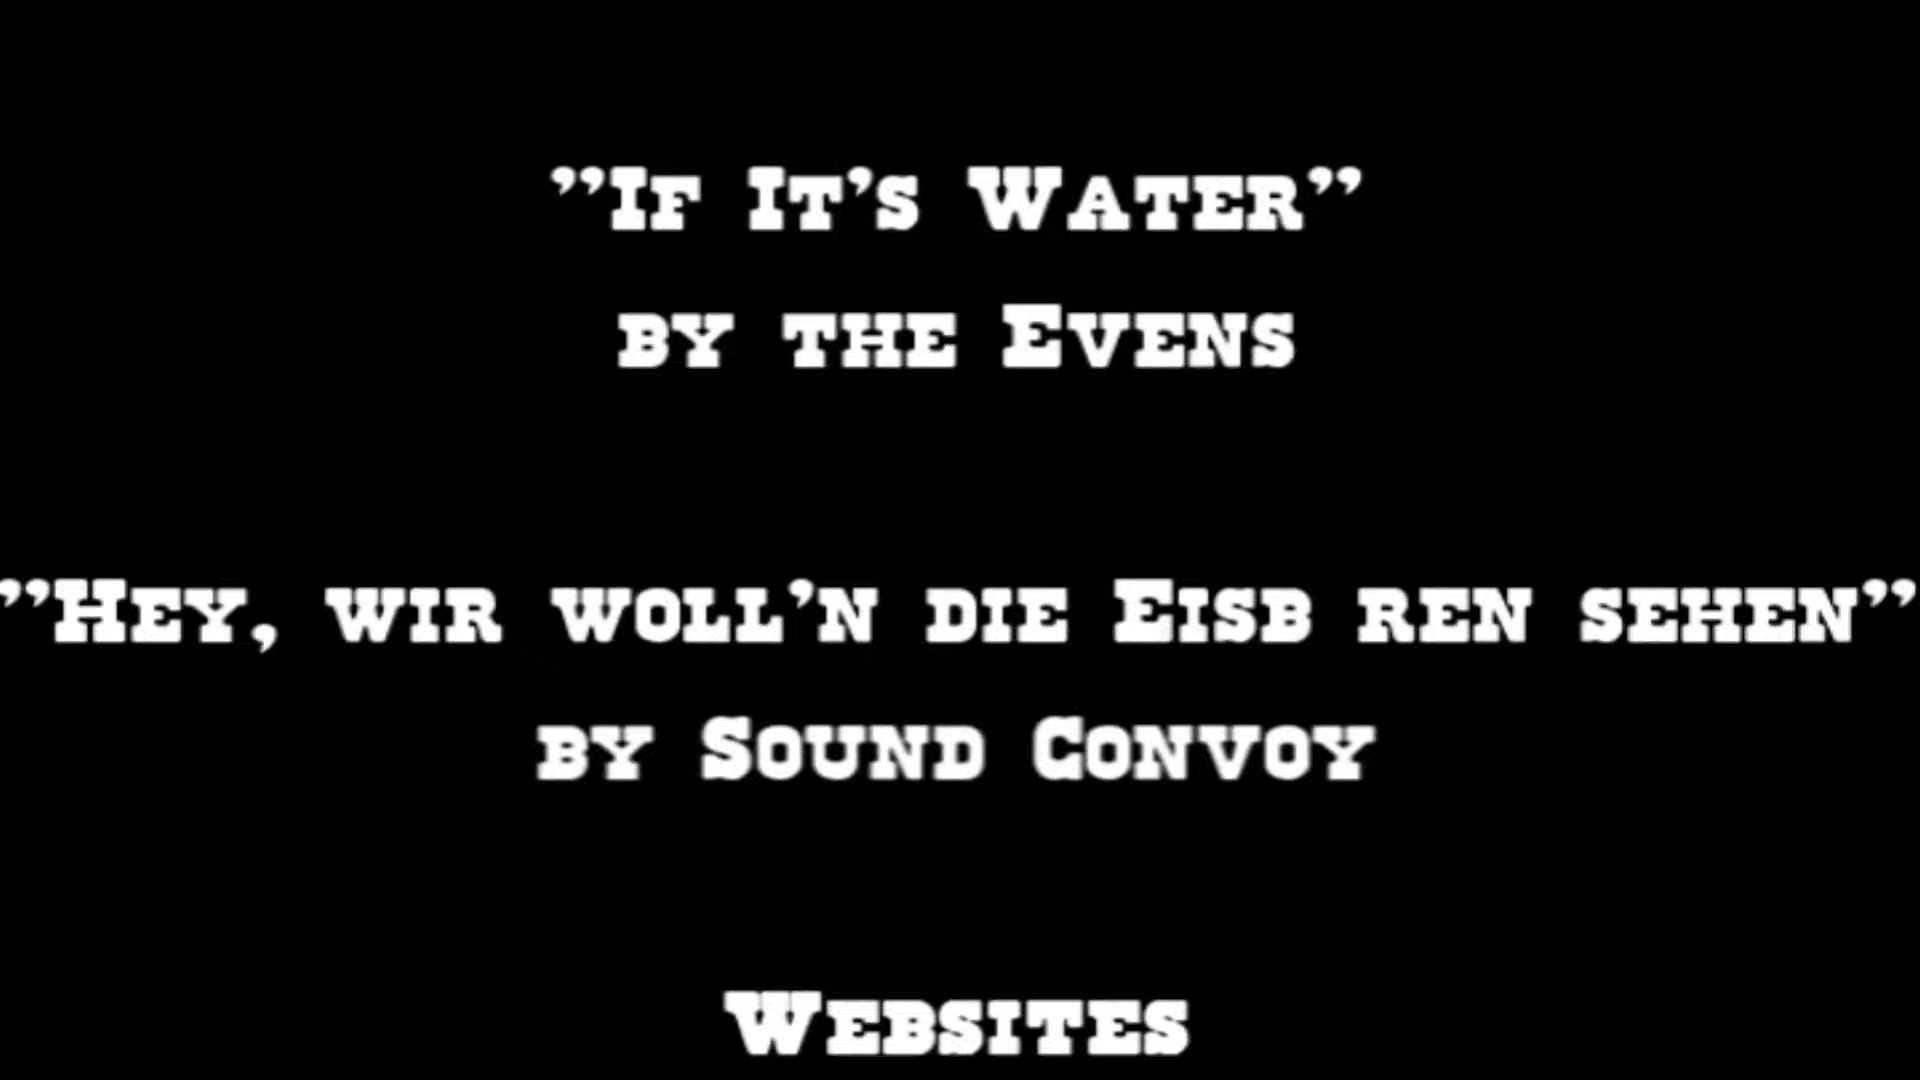 ”If It’s Water”
by the Evens
”Hey, wir woll’n die Eisb ren sehen”
by Sound Convoy
Websites